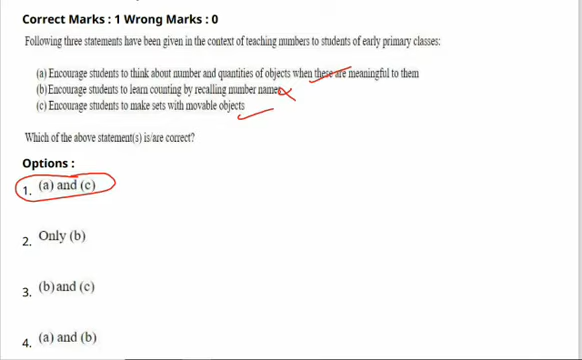 Correct Marks : 1 Wrong Marks : 0
Following three statements have been given in the context of teaching numbers to students of early primary classes:
(a) Encourage students to think about number and quantities of objects when these are meaningful to them
(b)Encourage students to learn counting by recalling number names
(c) Encourage students to make sets with movable objects
Which of the above statement(s) is/are correct?
Options :
1. (a) and (c)
2. Only (b)
3. (b) and (c)
4. (a) and (b)